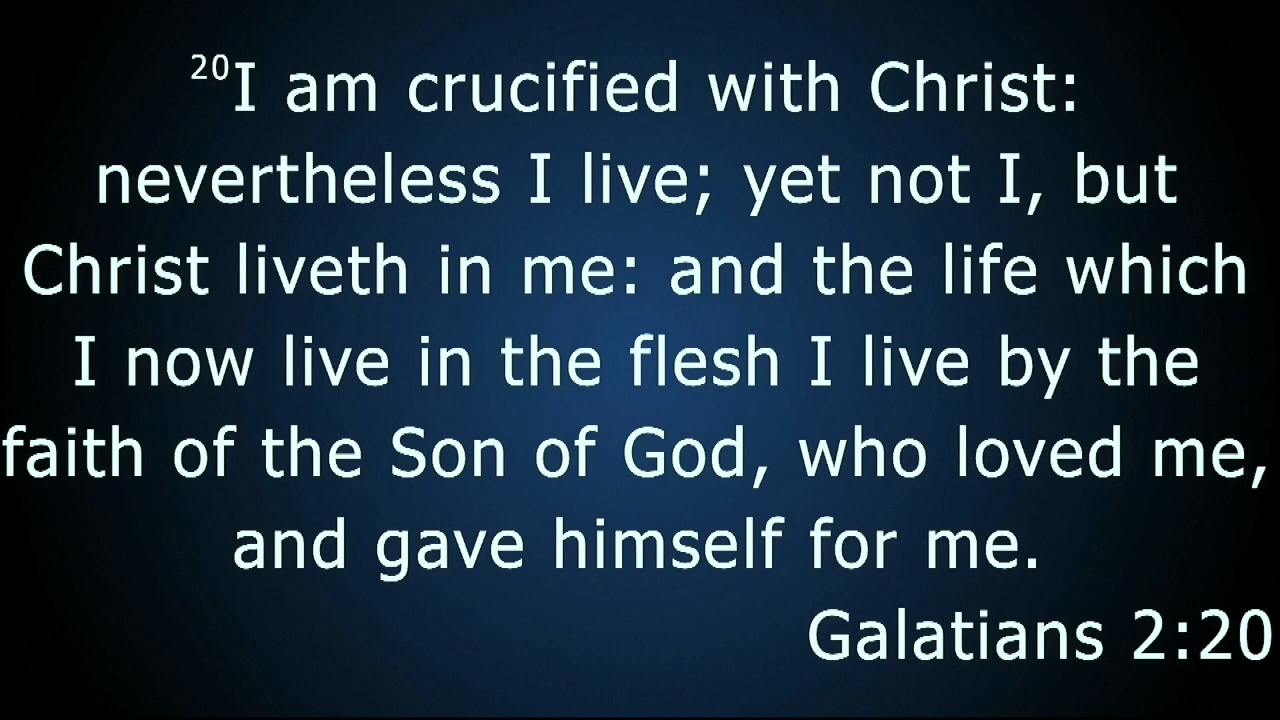 20I am crucified with Christ:
nevertheless I live; yet not I, but
Christ liveth in me: and the life which
I now live in the flesh I live by the
faith of the Son of God, who loved me,
and gave himself for me.
Galatians 2:20